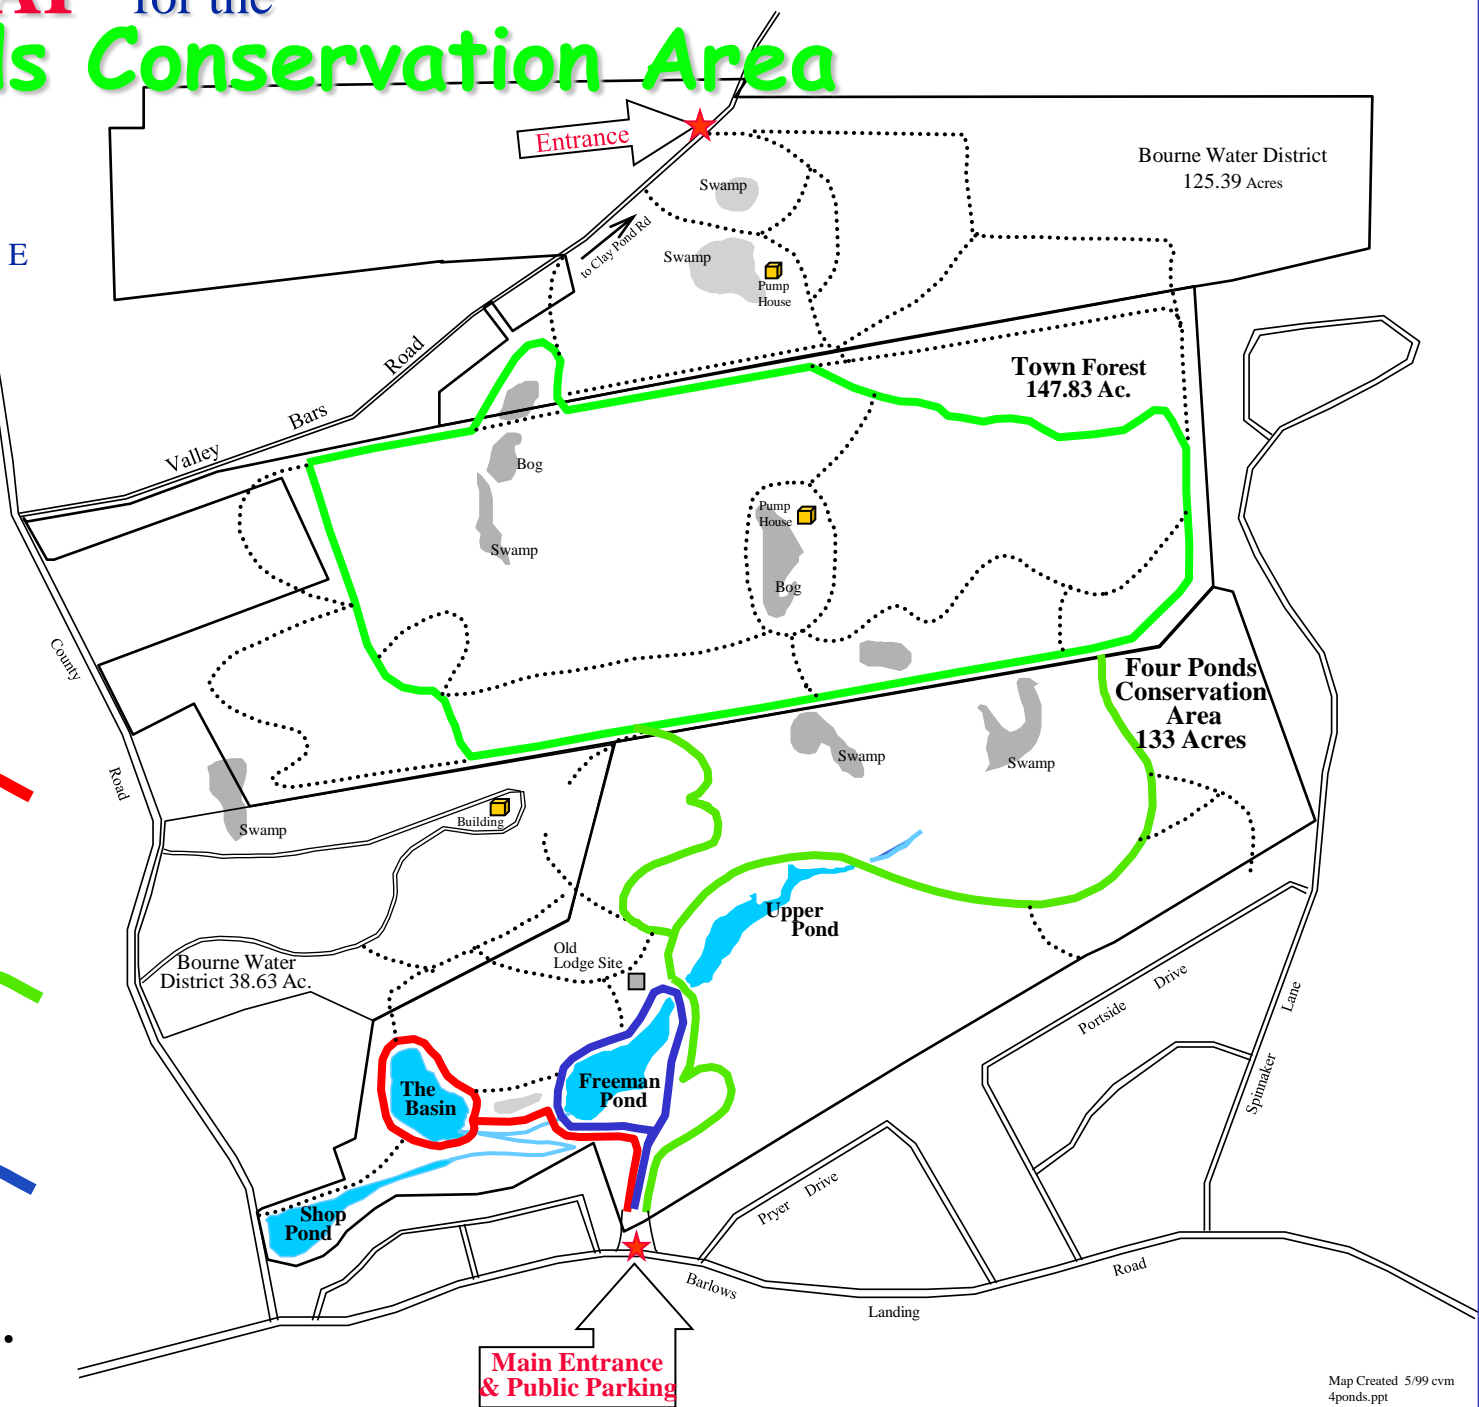 for the
Conservation Area
Entrance
Bourne Water District
125.39 Acres
Swamp
to Clay Pond Rd
E
Swamp
Pump
House
Road
Town Forest
147.83 Ac.
Bars
Valley
Bog
Pump
House
Swamp
Bog
County
Four Ponds
Conservation
Area
133 Acres
Swamp
Swamp
Road
Building
Swamp
Upper
Pond
Old
Lodge Site
Bourne Water
District 38.63 Ac.
Portside Drive
Lane
Spinnaker
The
Basin
Freeman
Pond
Pryer Drive
Shop
Pond
Barlows
Landing
Road
Main Entrance
& Public Parking
Map Created 5/99 cvm
4ponds.ppt